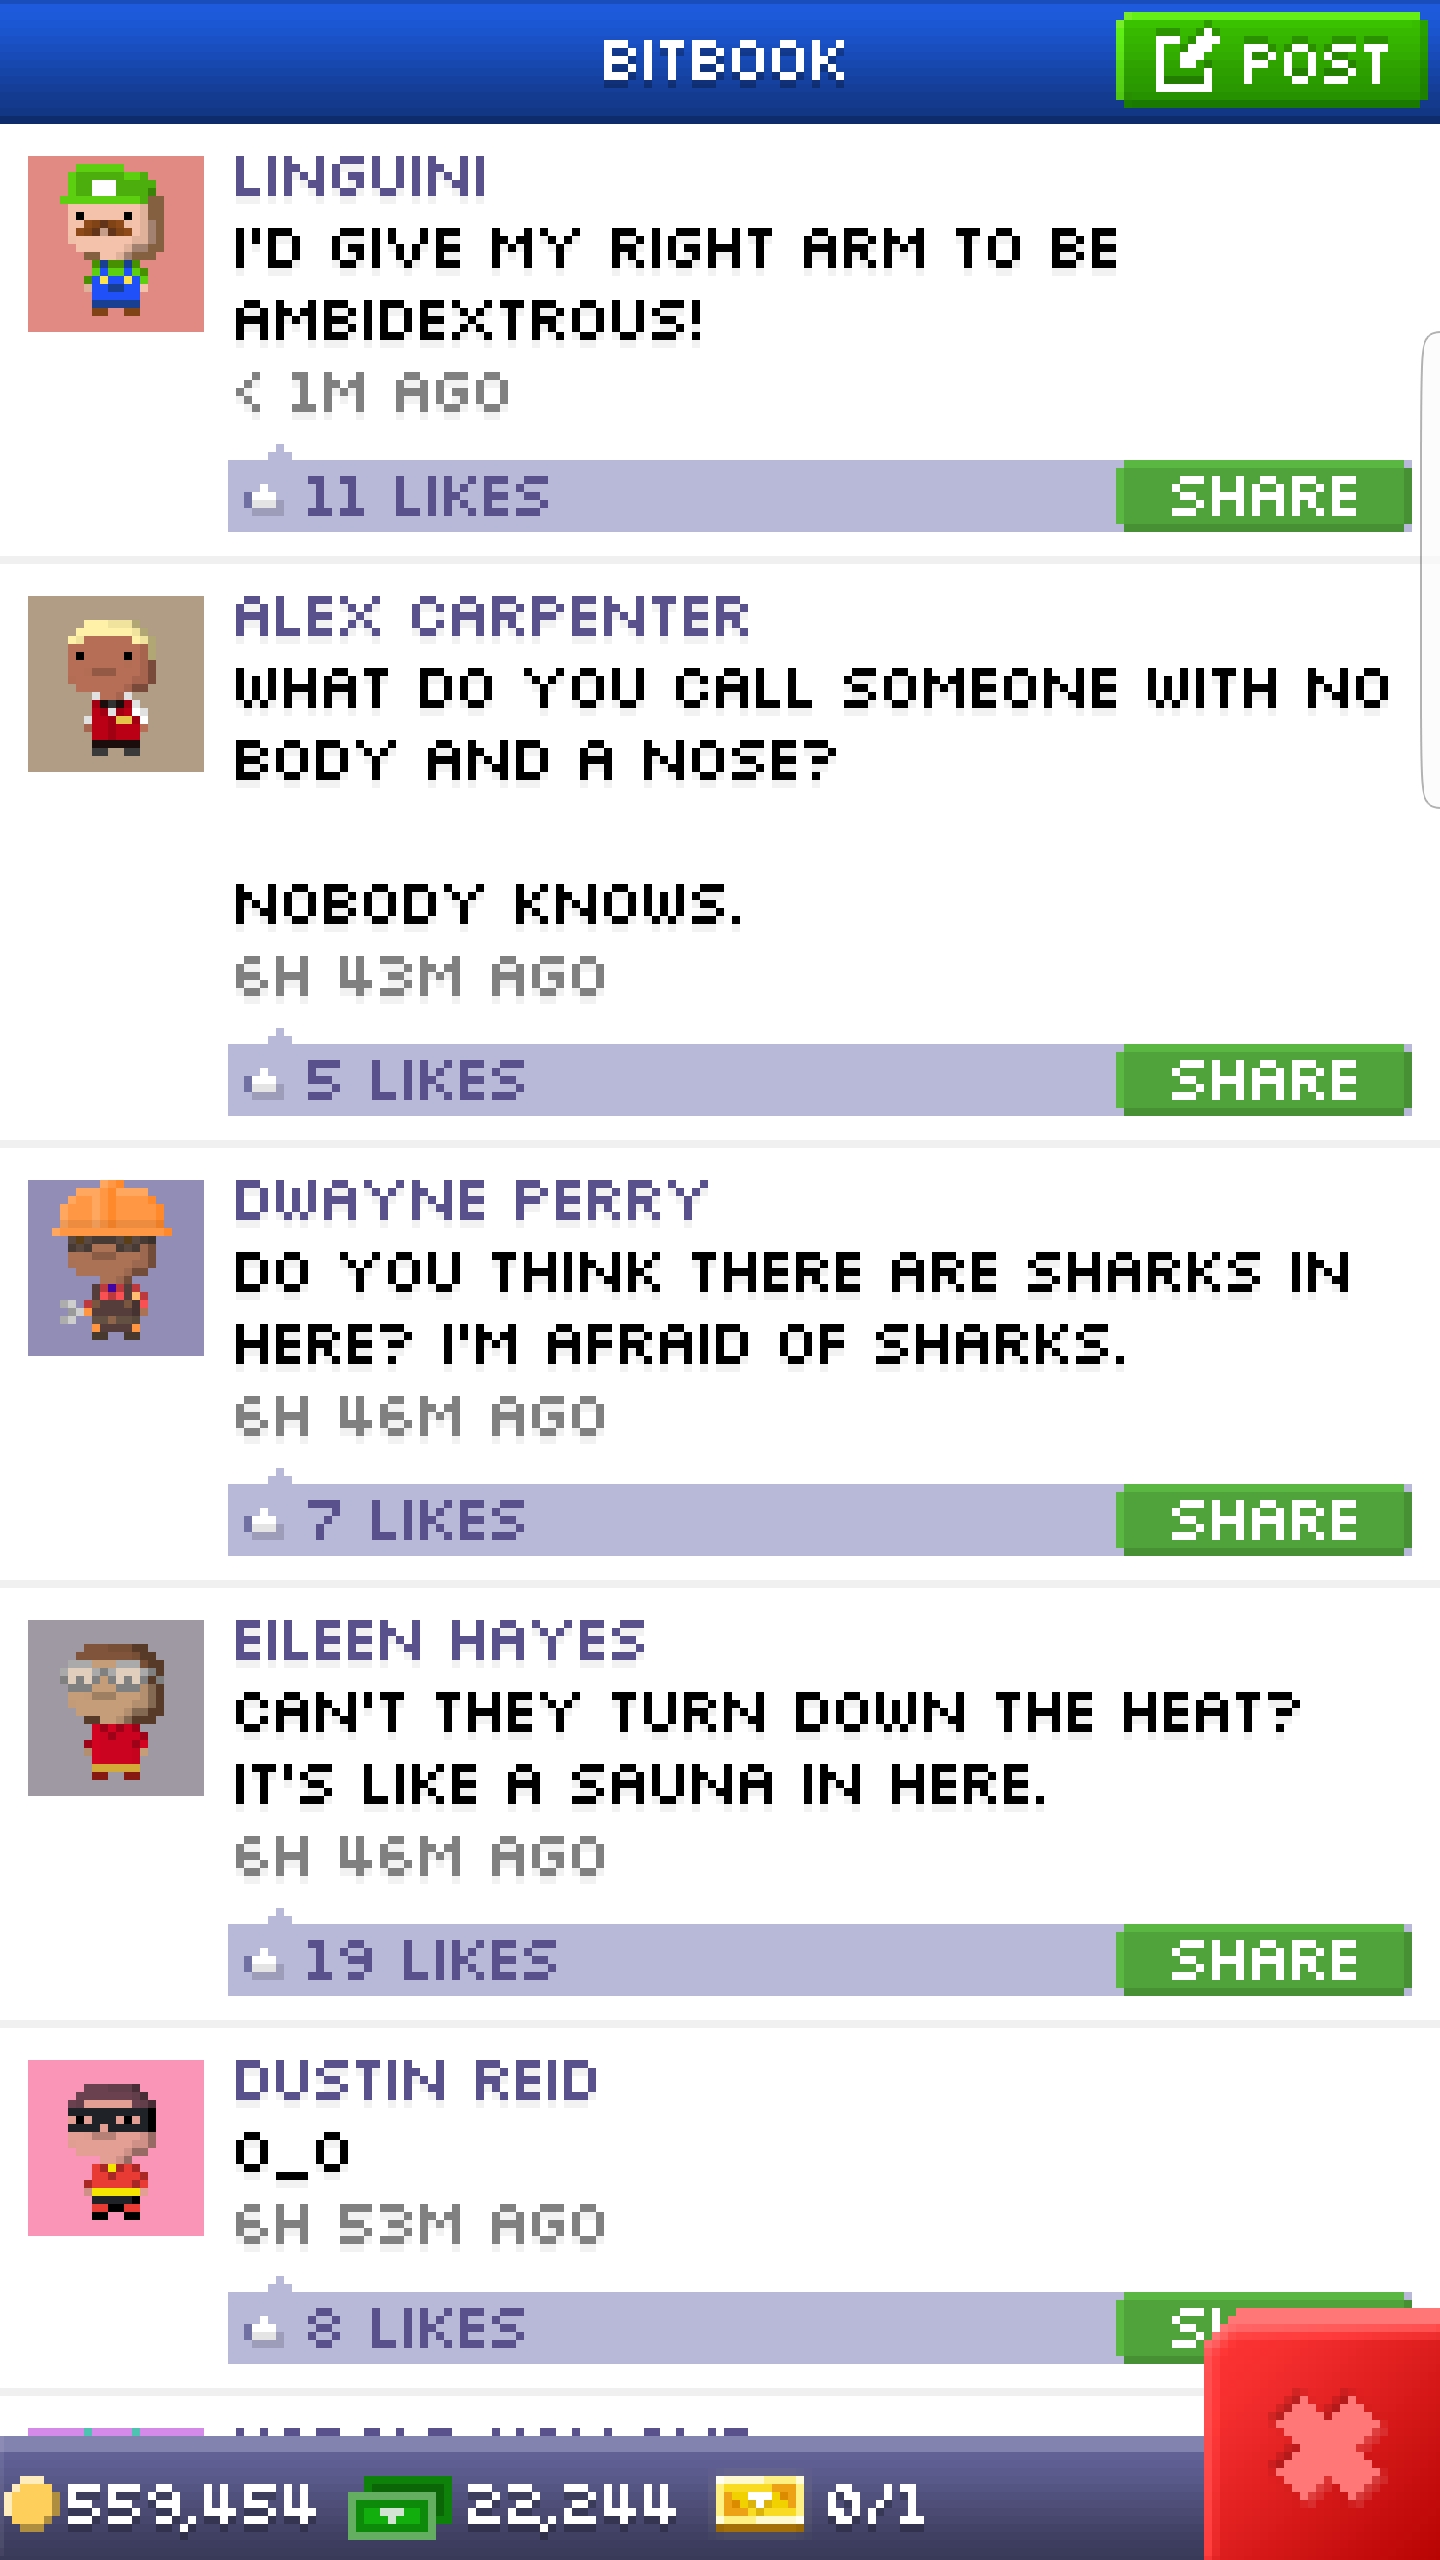 BITBOOK
POST
LINGUINI
I'D GIVE MY RIGHT ARM TO BE
AMBIDEXTROUS!
< 1M AGO
11 LIKES
SHARE
ALEX CARPENTER
WHAT DO YOU CALL SOMEONE WITH NO
BODY AND A NOSE?
NOBODY KNOWS.
6H 43M AGO
5 LIKES
SHARE
DWAYNE PERRY
DO YOU THINK THERE ARE SHARKS IN
HERE? I'M AFRAID OF SHARKS.
6H 46M AGO
7 LIKES
SHARE
EILEEN HAYES
CAN'T THEY TURN DOWN THE HEAT?
IT'S LIKE A SAUNA IN HERE.
6H 46M AGO
19 LIKES
SHARE
DUSTIN REID
O_O
6H 53M AGO
8 LIKES
559,454
22,244
0/1